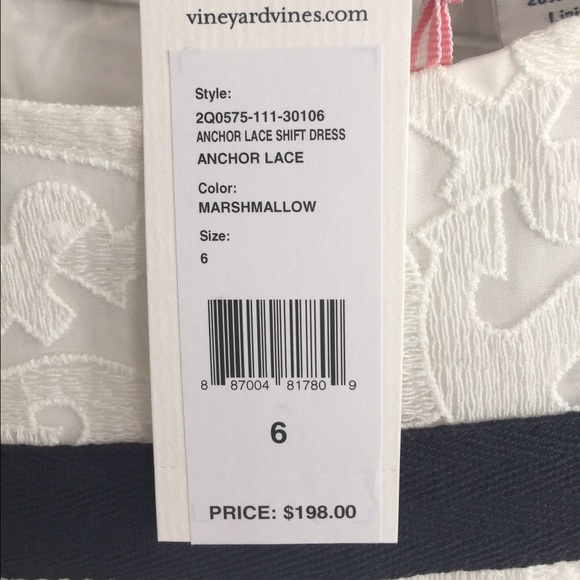 vineyardvines.com
Style:
2Q0575-111-30106
ANCHOR LACE SHIFT DRESS
ANCHOR LACE
Color:
MARSHMALLOW
Size:
6
8 87004 81780 9
6
PRICE: $198.00